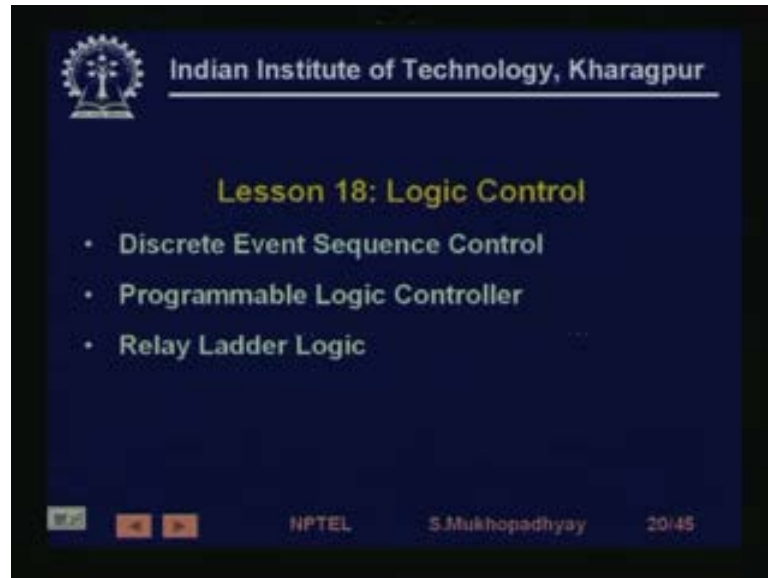 Indian Institute of Technology, Kharagpur
Lesson 18: Logic Control
• Discrete Event Sequence Control
• Programmable Logic Controller
• Relay Ladder Logic
NPTEL S.Mukhopadhyay 20/45